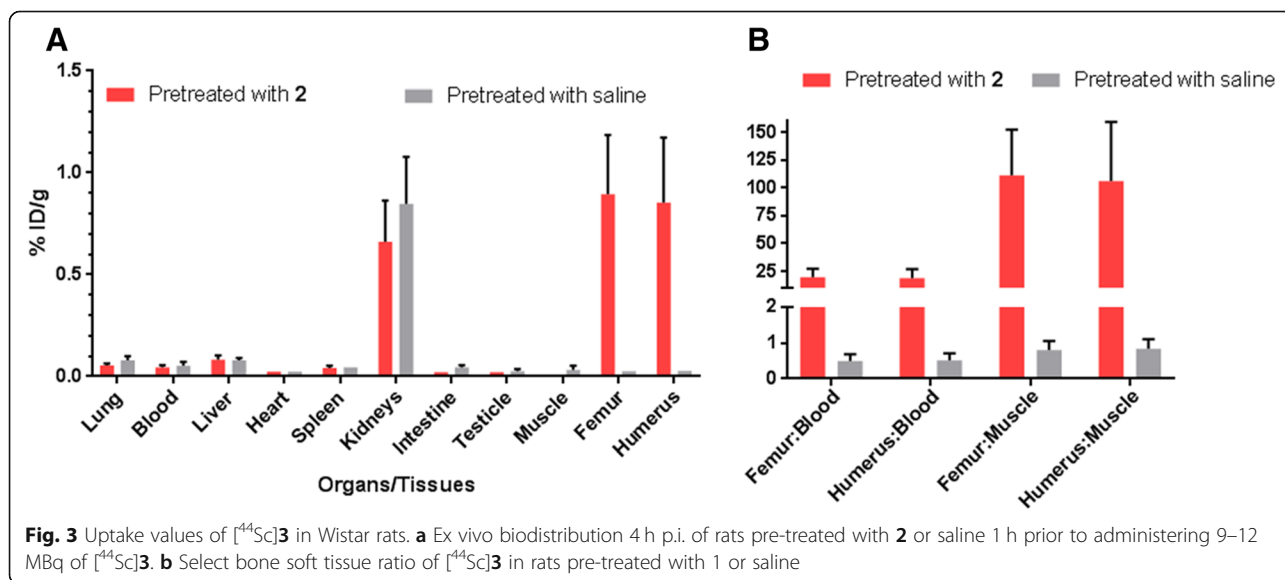 A
1.5
Pretreated with 2
Pretreated with saline
1.0
% ID/g
0.5
0.0
Lung
Blood
Liver
Heart
Spleen
Kidneys
Intestine
Testicle
Muscle
Femur
Humerus
Organs/Tissues
B
Pretreated with 2
Pretreated with saline
150
125
100
75
50
25
2
1
0
Femur:Blood
Humerus:Blood
Femur:Muscle
Humerus:Muscle
Fig. 3 Uptake values of [⁴⁴Sc]3 in Wistar rats. a Ex vivo biodistribution 4 h p.i. of rats pre-treated with 2 or saline 1 h prior to administering 9–12
MBq of [⁴⁴Sc]3. b Select bone soft tissue ratio of [⁴⁴Sc]3 in rats pre-treated with 1 or saline